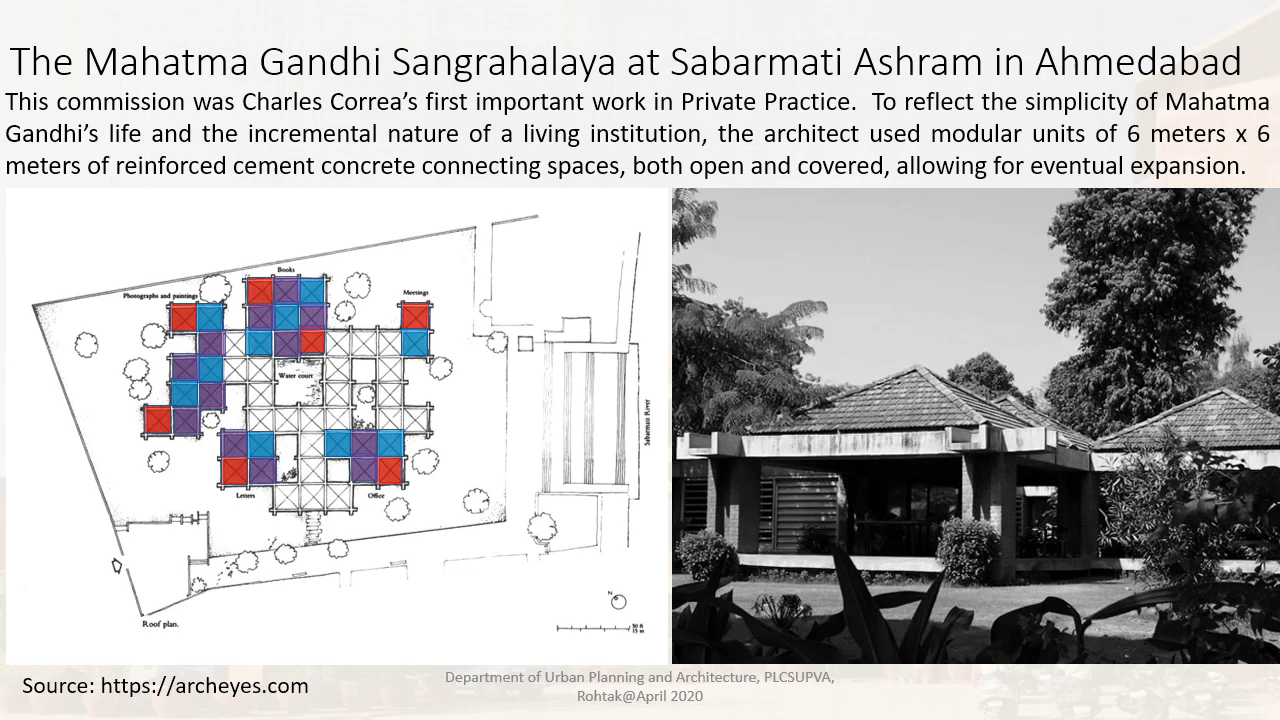 The Mahatma Gandhi Sangrahalaya at Sabarmati Ashram in Ahmedabad
This commission was Charles Correa’s first important work in Private Practice. To reflect the simplicity of Mahatma
Gandhi’s life and the incremental nature of a living institution, the architect used modular units of 6 meters x 6
meters of reinforced cement concrete connecting spaces, both open and covered, allowing for eventual expansion.
Books
Photographs and paintings
Meetings
Water court
Sabarmati River
Letters
Office
N
50 ft
15 m
Roof plan.
Source: https://archeyes.com
Department of Urban Planning and Architecture, PLCSUPVA,
Rohtak@April 2020